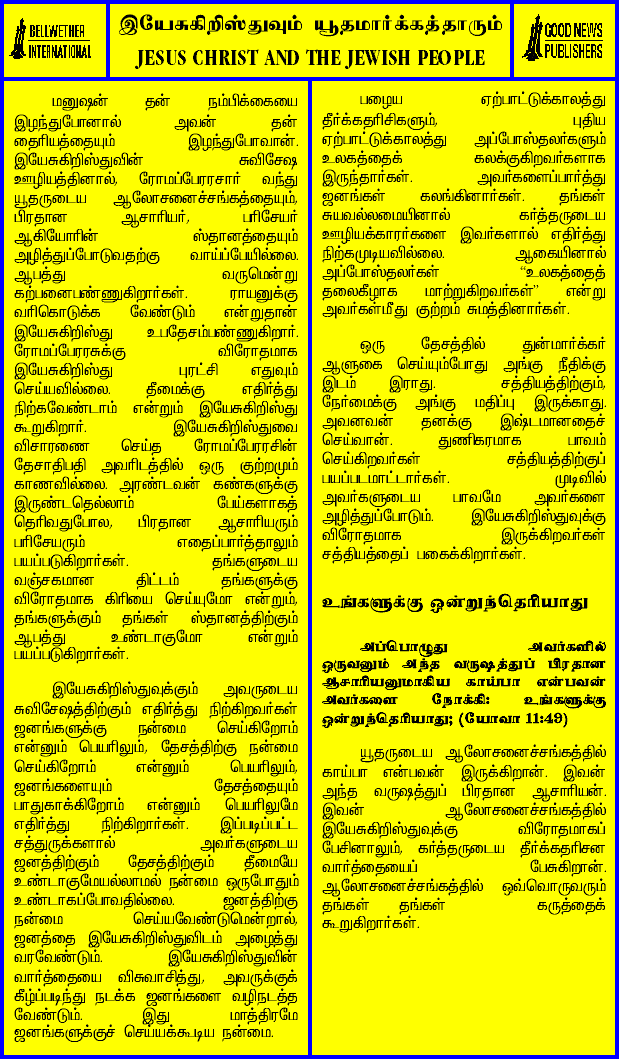 BELLWETHER
INTERNATIONAL
இயேசுகிறிஸ்துவும் யூதமார்க்கத்தாரும்
JESUS CHRIST AND THE JEWISH PEOPLE
GOOD NEWS
PUBLISHERS
மனுஷன் தன் நம்பிக்கையை
இழந்துபோனால் அவன் தன்
தைரியத்தையும் இழந்துபோவான்.
இயேசுகிறிஸ்துவின் சுவிசேஷ
ஊழியத்தினால், ரோமப்பேரரசார் வந்து
யூதருடைய ஆலோசனைச்சங்கத்தையும்,
பிரதான ஆசாரியர், பரிசேயர்
ஆகியோரின் ஸ்தானத்தையும்
அழித்துப்போடுவதற்கு வாய்ப்பேயில்லை.
ஆபத்து வருமென்று
கற்பனைபண்ணுகிறார்கள். ராயனுக்கு
வரிகொடுக்க வேண்டும் என்றுதான்
இயேசுகிறிஸ்து உபதேசம்பண்ணுகிறார்.
ரோமப்பேரரசுக்கு விரோதமாக
இயேசுகிறிஸ்து புரட்சி எதுவும்
செய்யவில்லை. தீமைக்கு எதிர்த்து
நிற்கவேண்டாம் என்றும் இயேசுகிறிஸ்து
கூறுகிறார். இயேசுகிறிஸ்துவை
விசாரணை செய்த ரோமப்பேரரசின்
தேசாதிபதி அவரிடத்தில் ஒரு குற்றமும்
காணவில்லை. அரண்டவன் கண்களுக்கு
இருண்டதெல்லாம் பேய்களாகத்
தெரிவதுபோல, பிரதான ஆசாரியரும்
பரிசேயரும் எதைப்பார்த்தாலும்
பயப்படுகிறார்கள். தங்களுடைய
வஞ்சகமான திட்டம் தங்களுக்கு
விரோதமாக கிரியை செய்யுமோ என்றும்,
தங்களுக்கும் தங்கள் ஸ்தானத்திற்கும்
ஆபத்து உண்டாகுமோ என்றும்
பயப்படுகிறார்கள்.
இயேசுகிறிஸ்துவுக்கும் அவருடைய
சுவிசேஷத்திற்கும் எதிர்த்து நிற்கிறவர்கள்
ஜனங்களுக்கு நன்மை செய்கிறோம்
என்னும் பெயரிலும், தேசத்திற்கு நன்மை
செய்கிறோம் என்னும் பெயரிலும்,
ஜனங்களையும் தேசத்தையும்
பாதுகாக்கிறோம் என்னும் பெயரிலுமே
எதிர்த்து நிற்கிறார்கள். இப்படிப்பட்ட
சத்துருக்களால் அவர்களுடைய
ஜனத்திற்கும் தேசத்திற்கும் தீமையே
உண்டாகுமேயல்லாமல் நன்மை ஒருபோதும்
உண்டாகப்போவதில்லை. ஜனத்திற்கு
நன்மை செய்யவேண்டுமென்றால்,
ஜனத்தை இயேசுகிறிஸ்துவிடம் அழைத்து
வரவேண்டும். இயேசுகிறிஸ்துவின்
வார்த்தையை விசுவாசித்து, அவருக்குக்
கீழ்ப்படிந்து நடக்க ஜனங்களை வழிநடத்த
வேண்டும். இது மாத்திரமே
ஜனங்களுக்குச் செய்யக்கூடிய நன்மை.
பழைய ஏற்பாட்டுக்காலத்து
தீர்க்கதரிசிகளும், புதிய
ஏற்பாட்டுக்காலத்து அப்போஸ்தலர்களும்
உலகத்தைக் கலக்குகிறவர்களாக
இருந்தார்கள். அவர்களைப்பார்த்து
ஜனங்கள் கலங்கினார்கள். தங்கள்
சுயவல்லமையினால் கர்த்தருடைய
ஊழியக்காரர்களை இவர்களால் எதிர்த்து
நிற்கமுடியவில்லை. ஆகையினால்
அப்போஸ்தலர்கள் “உலகத்தைத்
தலைகீழாக மாற்றுகிறவர்கள்” என்று
அவர்கள்மீது குற்றம் சுமத்தினார்கள்.
ஒரு தேசத்தில் துன்மார்க்கர்
ஆளுகை செய்யும்போது அங்கு நீதிக்கு
இடம் இராது. சத்தியத்திற்கும்,
நேர்மைக்கு அங்கு மதிப்பு இருக்காது.
அவனவன் தனக்கு இஷ்டமானதைச்
செய்வான். துணிகரமாக பாவம்
செய்கிறவர்கள் சத்தியத்திற்குப்
பயப்படமாட்டார்கள். முடிவில்
அவர்களுடைய பாவமே அவர்களை
அழித்துப்போடும். இயேசுகிறிஸ்துவுக்கு
விரோதமாக இருக்கிறவர்கள்
சத்தியத்தைப் பகைக்கிறார்கள்.
உங்களுக்கு ஒன்றுந்தெரியாது
அப்பொழுது அவர்களில்
ஒருவனும் அந்த வருஷத்துப் பிரதான
ஆசாரியனுமாகிய காய்பா என்பவன்
அவர்களை நோக்கி: உங்களுக்கு
ஒன்றுந்தெரியாது; (யோவா 11:49)
யூதருடைய ஆலோசனைச்சங்கத்தில்
காய்பா என்பவன் இருக்கிறான். இவன்
அந்த வருஷத்துப் பிரதான ஆசாரியன்.
இவன் ஆலோசனைச்சங்கத்தில்
இயேசுகிறிஸ்துவுக்கு விரோதமாகப்
பேசினாலும், கர்த்தருடைய தீர்க்கதரிசன
வார்த்தையைப் பேசுகிறான்.
ஆலோசனைச்சங்கத்தில் ஒவ்வொருவரும்
தங்கள் தங்கள் கருத்தைக்
கூறுகிறார்கள்.